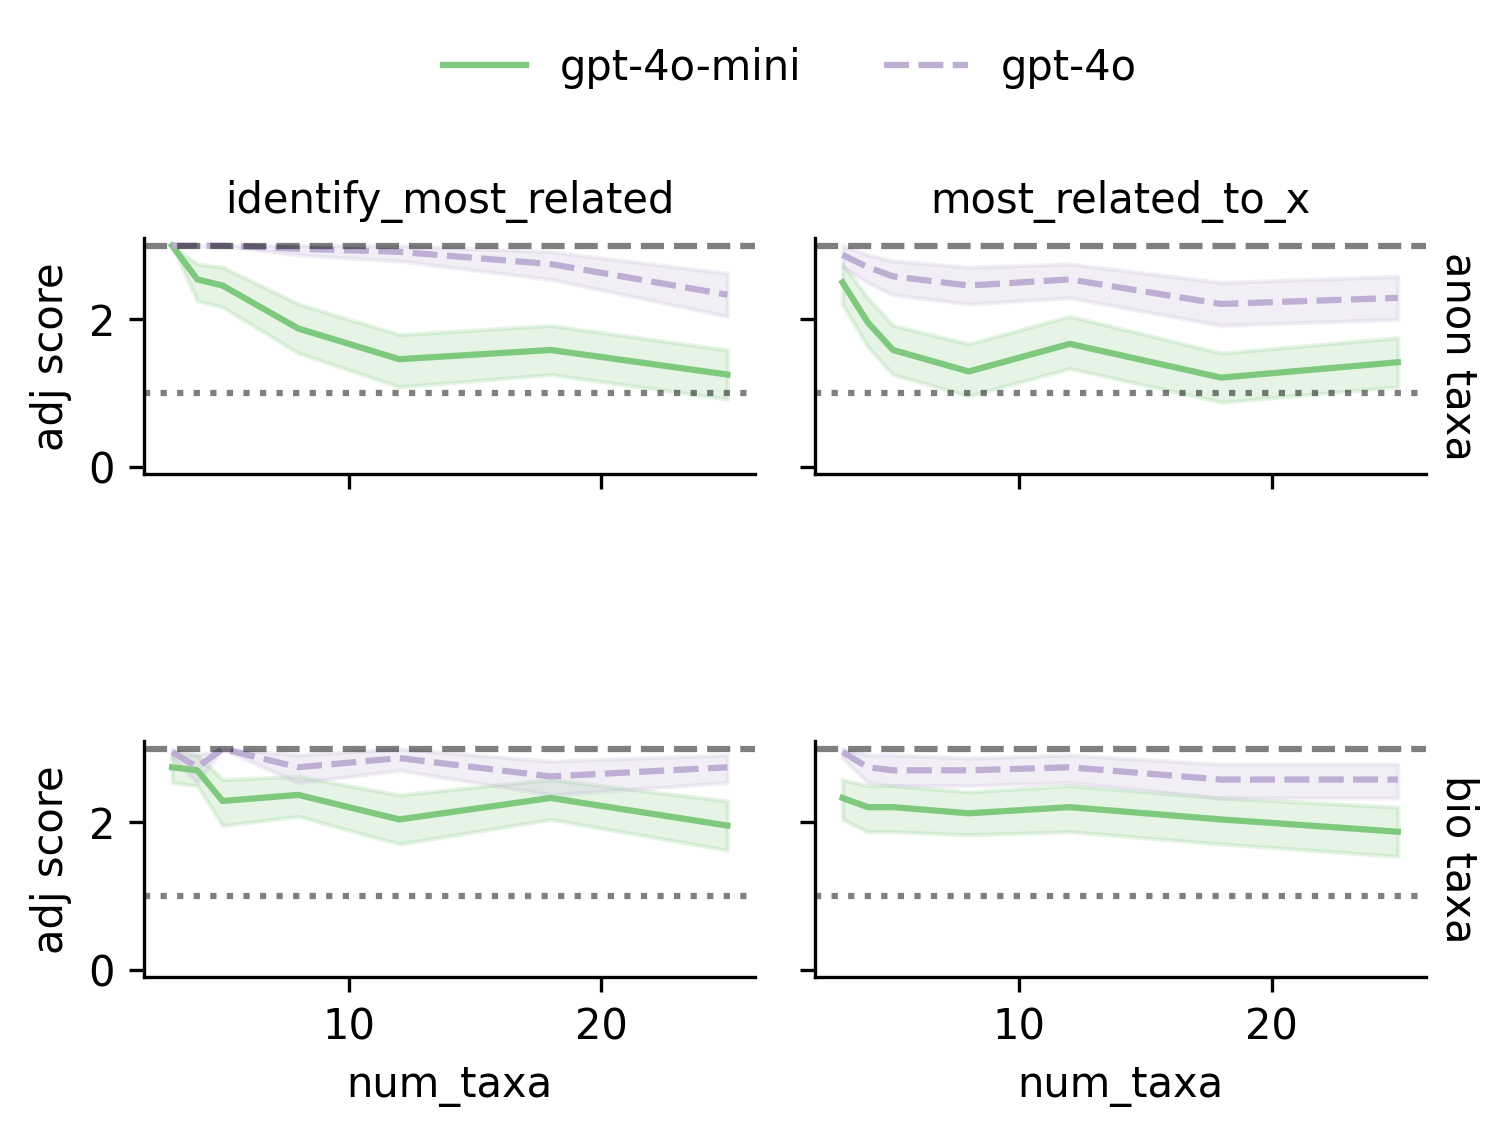 gpt-4o-mini gpt-4o
identify_most_related most_related_to_x
adj score
2
0
anon taxa
adj score
2
0
bio taxa
10 20 10 20
num_taxa num_taxa